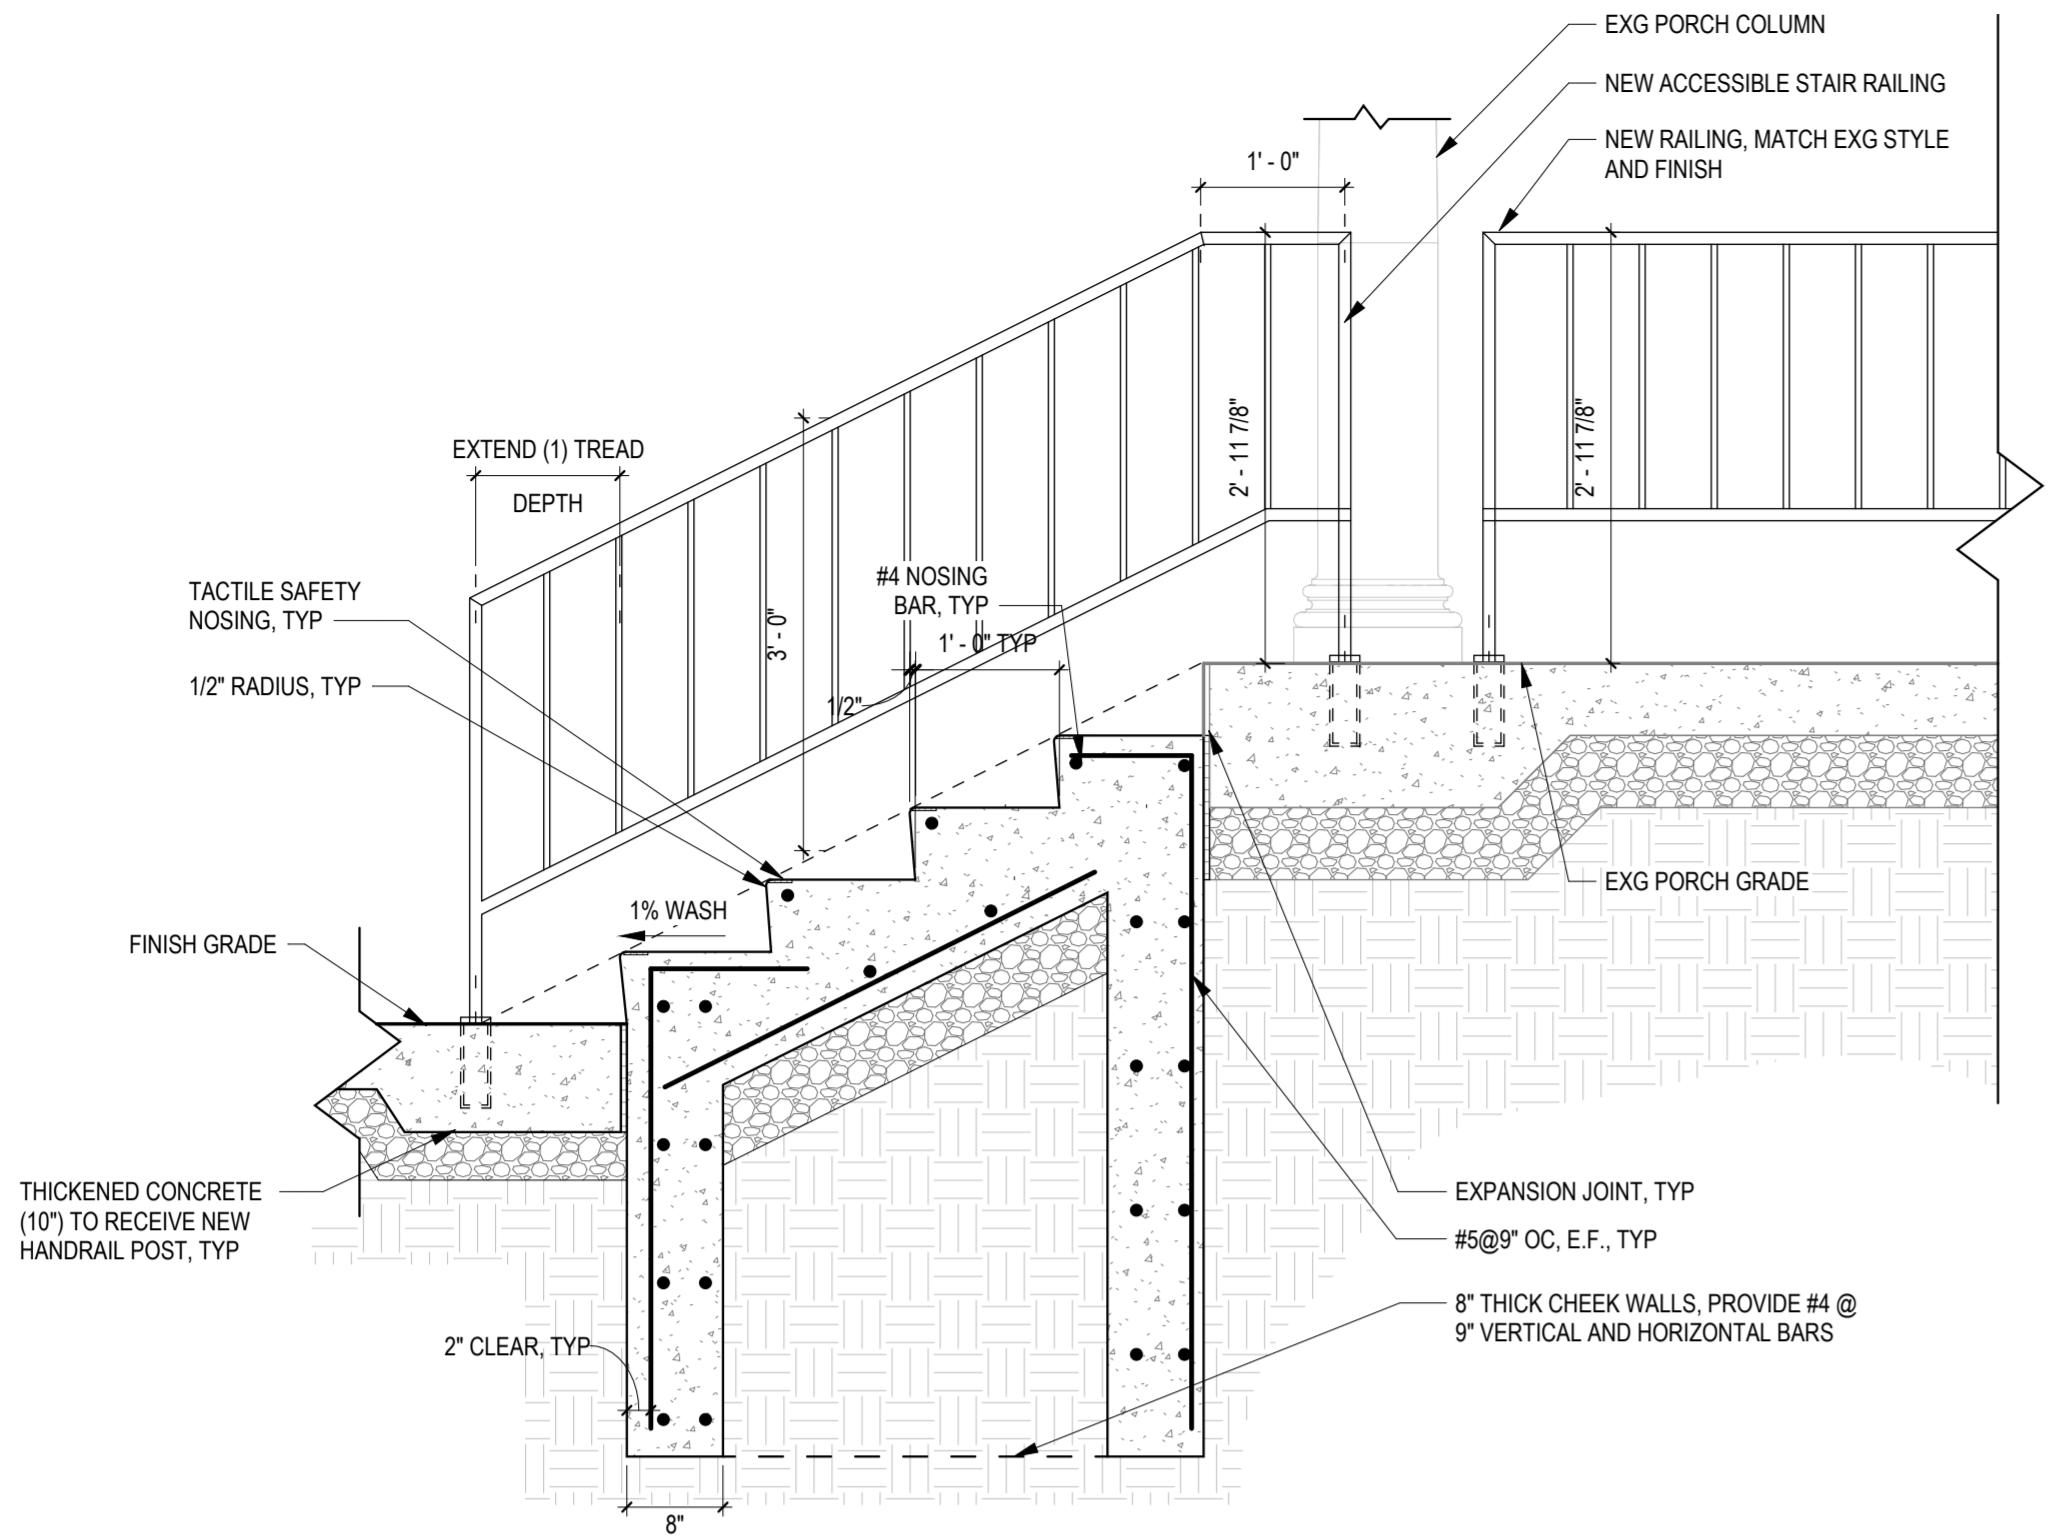 EXG PORCH COLUMN
NEW ACCESSIBLE STAIR RAILING
NEW RAILING, MATCH EXG STYLE
AND FINISH
1' - 0"
EXTEND (1) TREAD
DEPTH
2' - 11 7/8"
2' - 11 7/8"
TACTILE SAFETY
NOSING, TYP
#4 NOSING
BAR, TYP
3' - 0"
1' - 0" TYP
1/2" RADIUS, TYP
1/2"
EXG PORCH GRADE
1% WASH
FINISH GRADE
THICKENED CONCRETE
(10") TO RECEIVE NEW
HANDRAIL POST, TYP
EXPANSION JOINT, TYP
#5@9" OC, E.F., TYP
8" THICK CHEEK WALLS, PROVIDE #4 @
9" VERTICAL AND HORIZONTAL BARS
2" CLEAR, TYP
8"